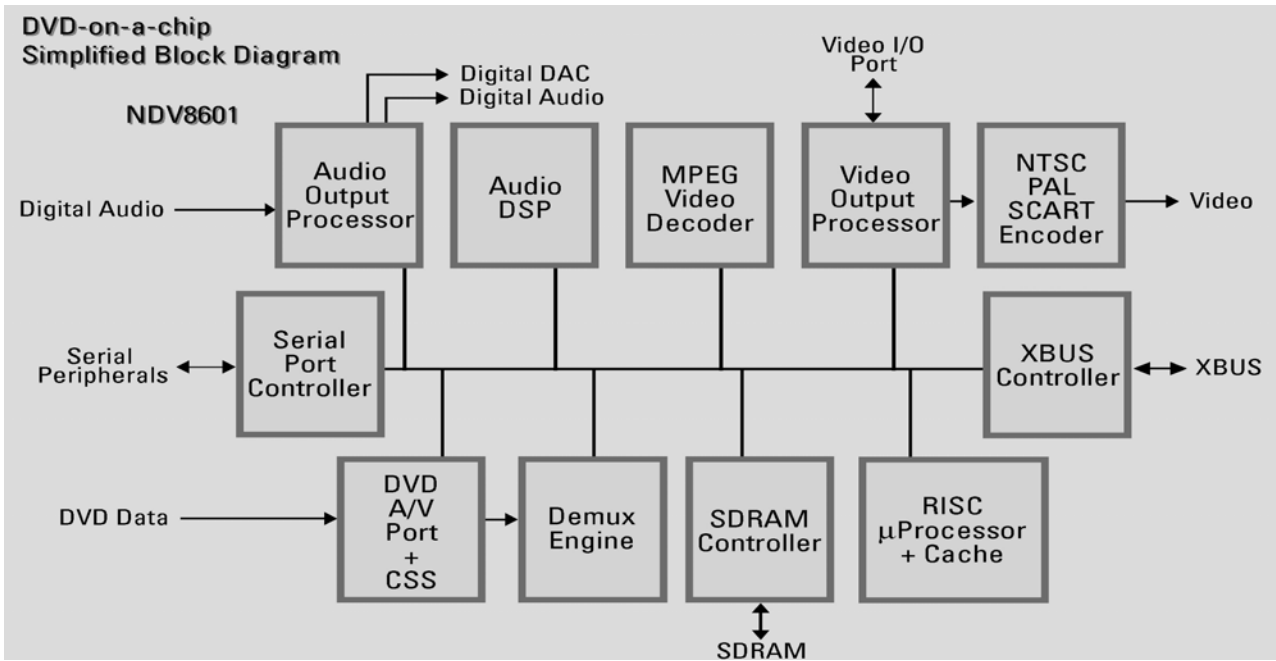 DVD-on-a-chip
Simplified Block Diagram
NDV8601
Digital DAC
Digital Audio
Video I/O
Port
Digital Audio
Audio
Output
Processor
Audio
DSP
MPEG
Video
Decoder
Video
Output
Processor
NTSC
PAL
SCART
Encoder
Video
Serial
Peripherals
Serial
Port
Controller
XBUS
Controller
XBUS
DVD Data
DVD
A/V
Port
+
CSS
Demux
Engine
SDRAM
Controller
RISC
µProcessor
+ Cache
SDRAM